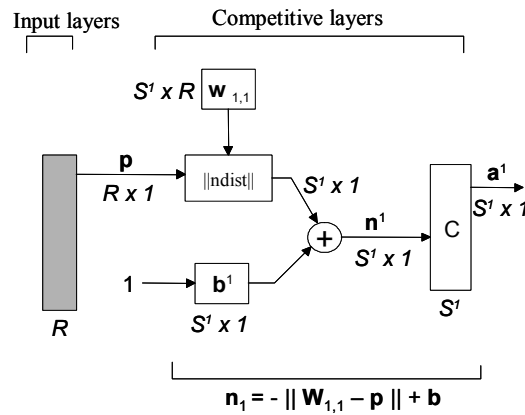 Input layers
Competitive layers
S¹ x R
w 1,1
p
R x 1
||ndist||
S¹ x 1
a¹
S¹ x 1
n¹
S¹ x 1
+
C
1
b¹
S¹ x 1
R
S¹
n₁ = - || W₁,₁ – p || + b